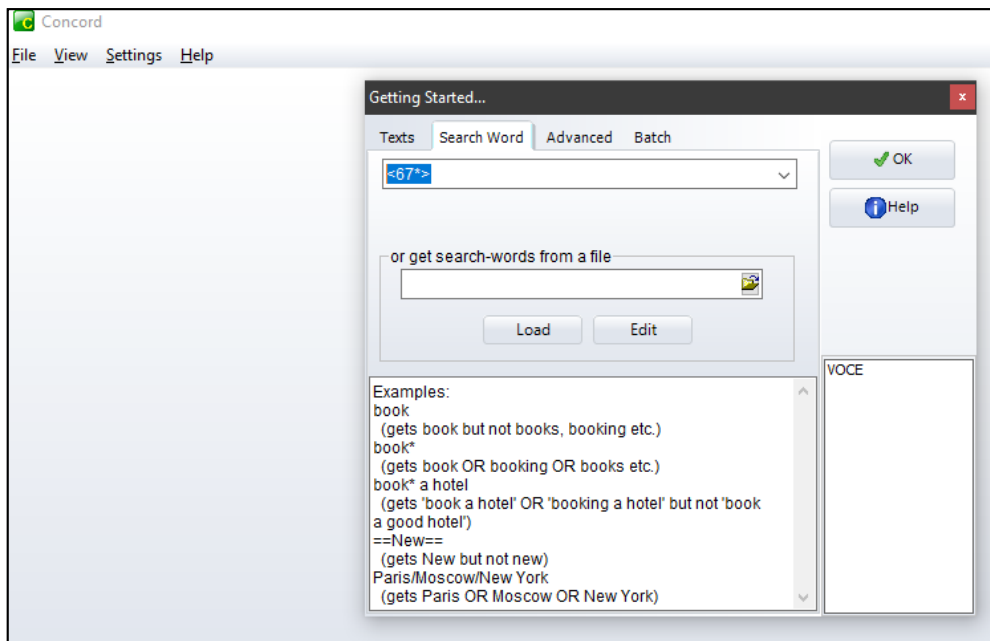 Concord
File View Settings Help
Getting Started...
x
Texts Search Word Advanced Batch
<67*>
OK
Help
or get search-words from a file
Load Edit
VOCE
Examples:
book
(gets book but not books, booking etc.)
book*
(gets book OR booking OR books etc.)
book* a hotel
(gets 'book a hotel' OR 'booking a hotel' but not 'book
a good hotel')
==New==
(gets New but not new)
Paris/Moscow/New York
(gets Paris OR Moscow OR New York)